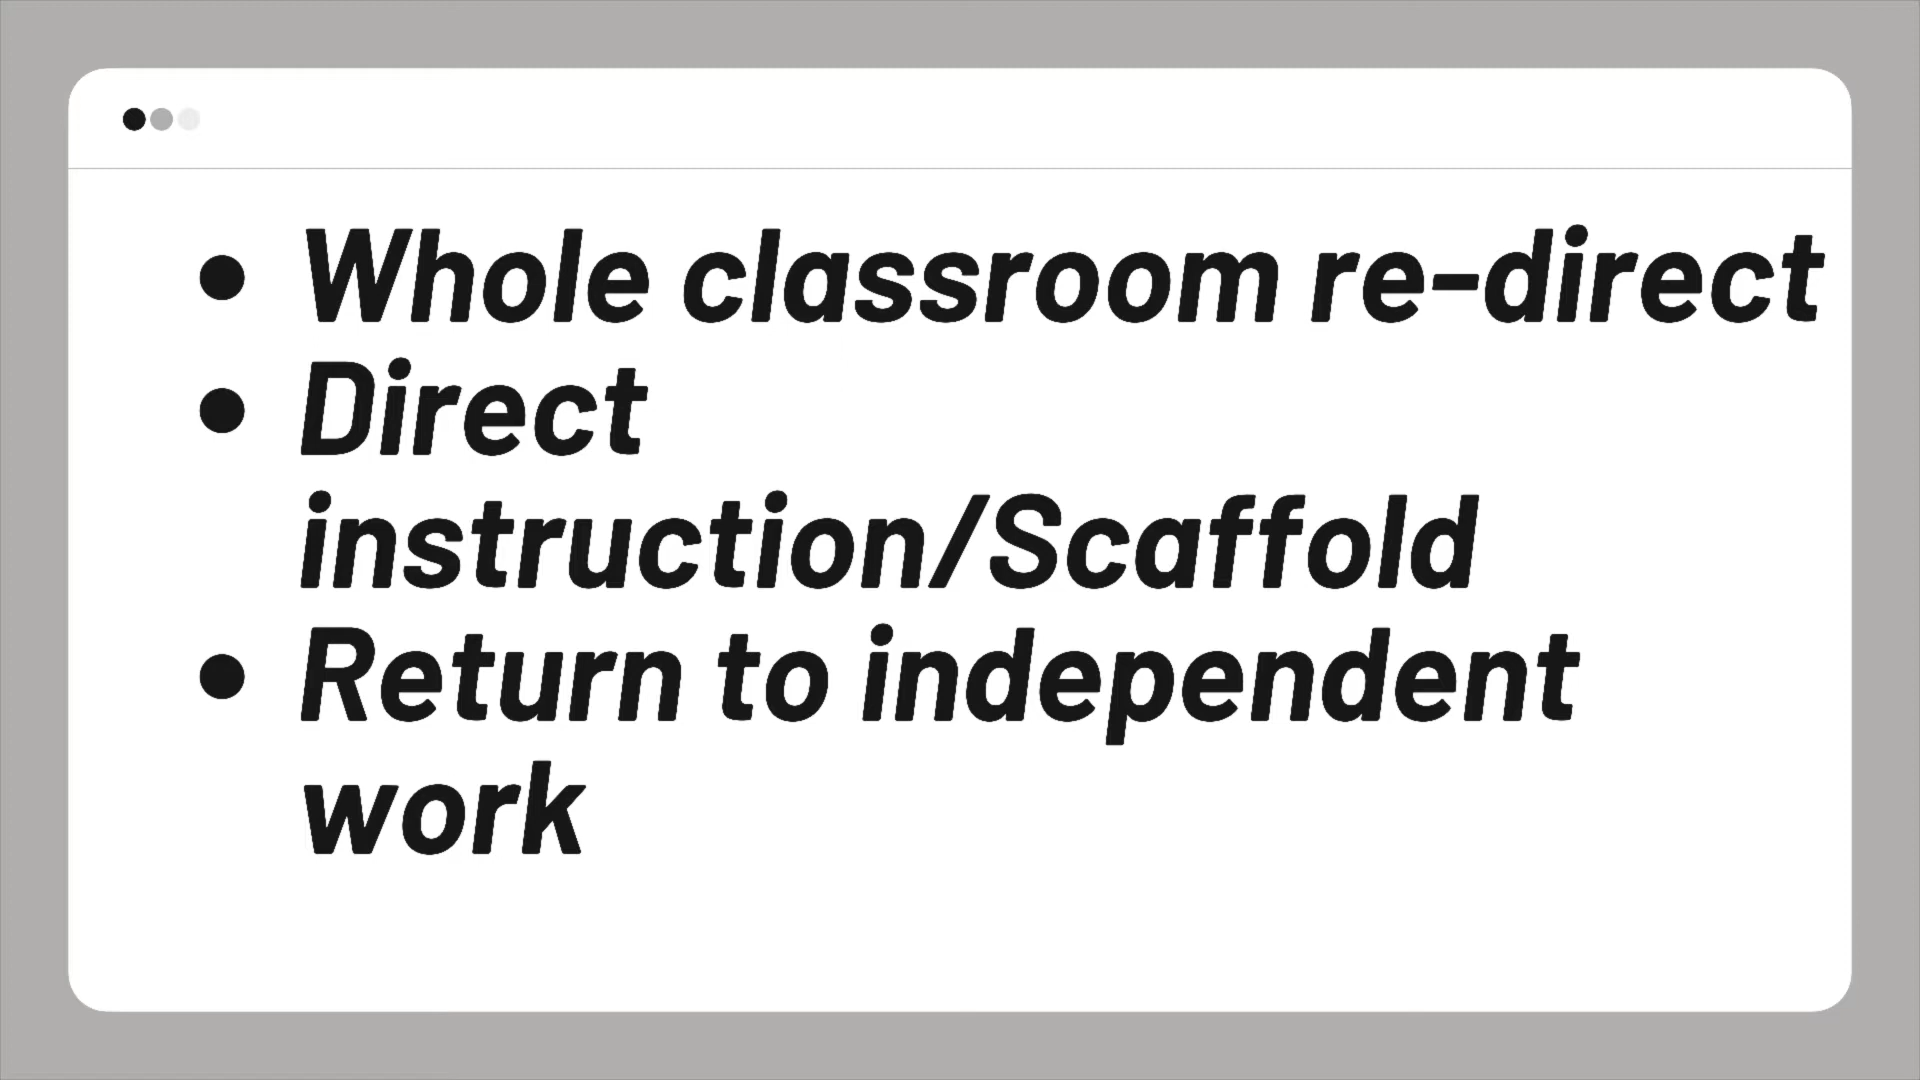 • Whole classroom re-direct
• Direct
instruction/Scaffold
• Return to independent
work